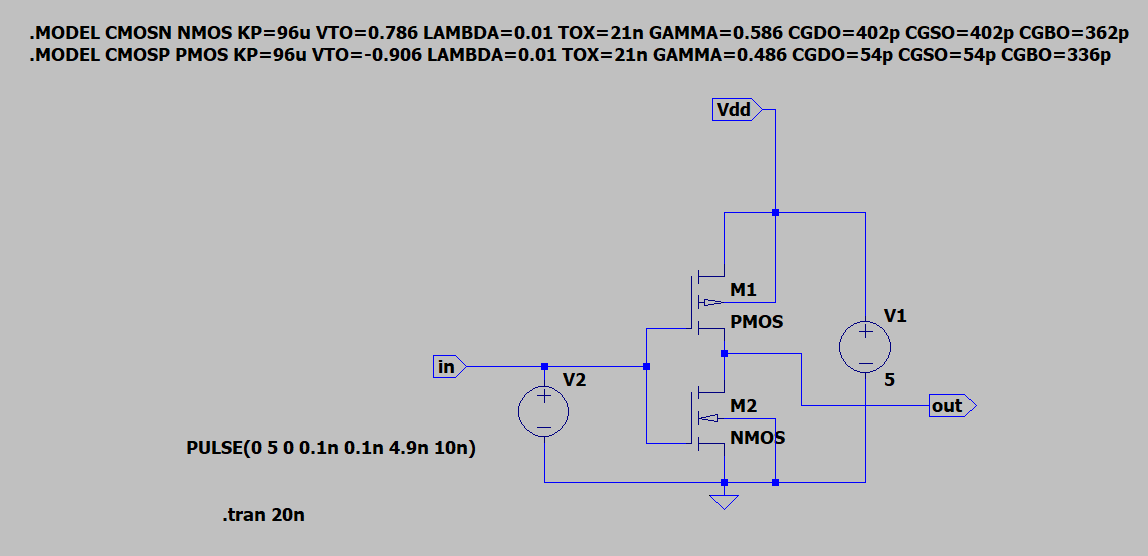 .MODEL CMOSN NMOS KP=96u VTO=0.786 LAMBDA=0.01 TOX=21n GAMMA=0.586 CGDO=402p CGSO=402p CGBO=362p
.MODEL CMOSP PMOS KP=96u VTO=-0.906 LAMBDA=0.01 TOX=21n GAMMA=0.486 CGDO=54p CGSO=54p CGBO=336p
Vdd
M1
PMOS
V1
in
V2
5
M2
out
NMOS
PULSE(0 5 0 0.1n 0.1n 4.9n 10n)
.tran 20n